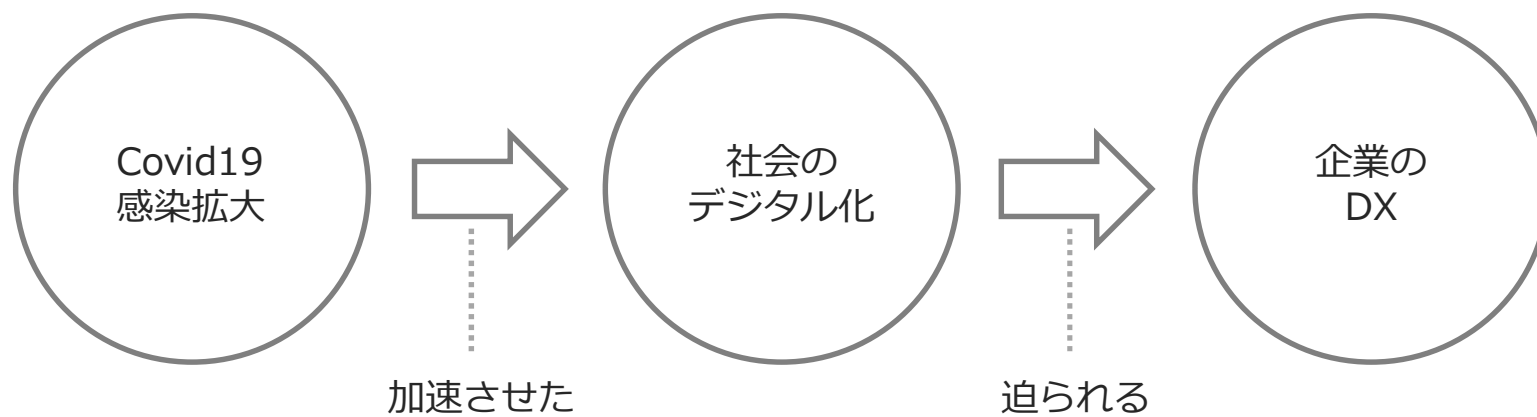 Covid19
感染拡大
社会の
デジタル化
企業の
DX
加速させた
迫られる